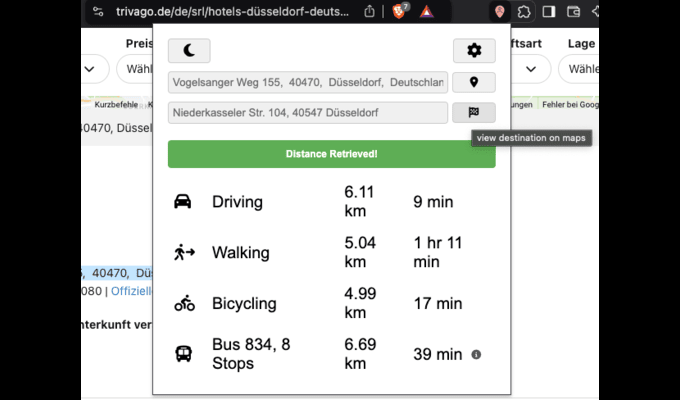 trivago.de/de/srl/hotels-düsseldorf-deuts...
7
Preis
ftsart
Lage
Wähl
Wähle
Kurzbefehle
K
ungen
Fehler bei Goog
40470, Düssel
Vogelsanger Weg 155, 40470, Düsseldorf, Deutschlan
Niederkasseler Str. 104, 40547 Düsseldorf
view destination on maps
Distance Retrieved!
Driving
6.11
km
9 min
Walking
5.04
km
1 hr 11
min
Bicycling
4.99
km
17 min
Bus 834, 8
Stops
6.69
km
39 min
5, 40470, Düs
080 | Offiziell
nterkunft ver